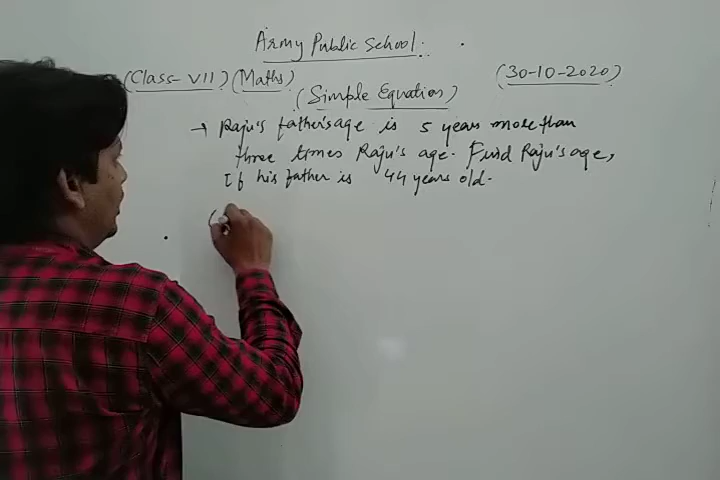 Army Public School.
(Class- VII) (Maths) (30-10-2020)
(Simple Equation)
→ Raju's father's age is 5 years more than
three times Raju's age. Find Raju's age,
If his father is 44 years old.